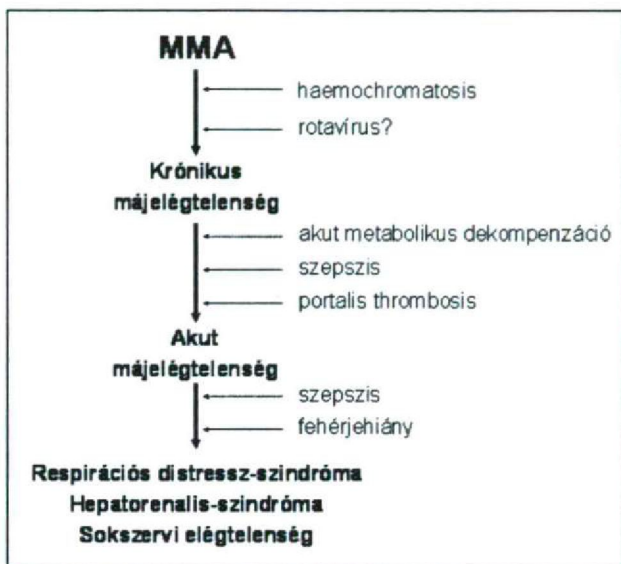 MMA
haemochromatosis
rotavírus?
Krónikus
májelégtelenség
akut metabolikus dekompenzáció
szepszis
portalis thrombosis
Akut
májelégtelenség
szepszis
fehérjehiány
Respirációs distressz-szindróma
Hepatorenalis-szindróma
Sokszervi elégtelenség